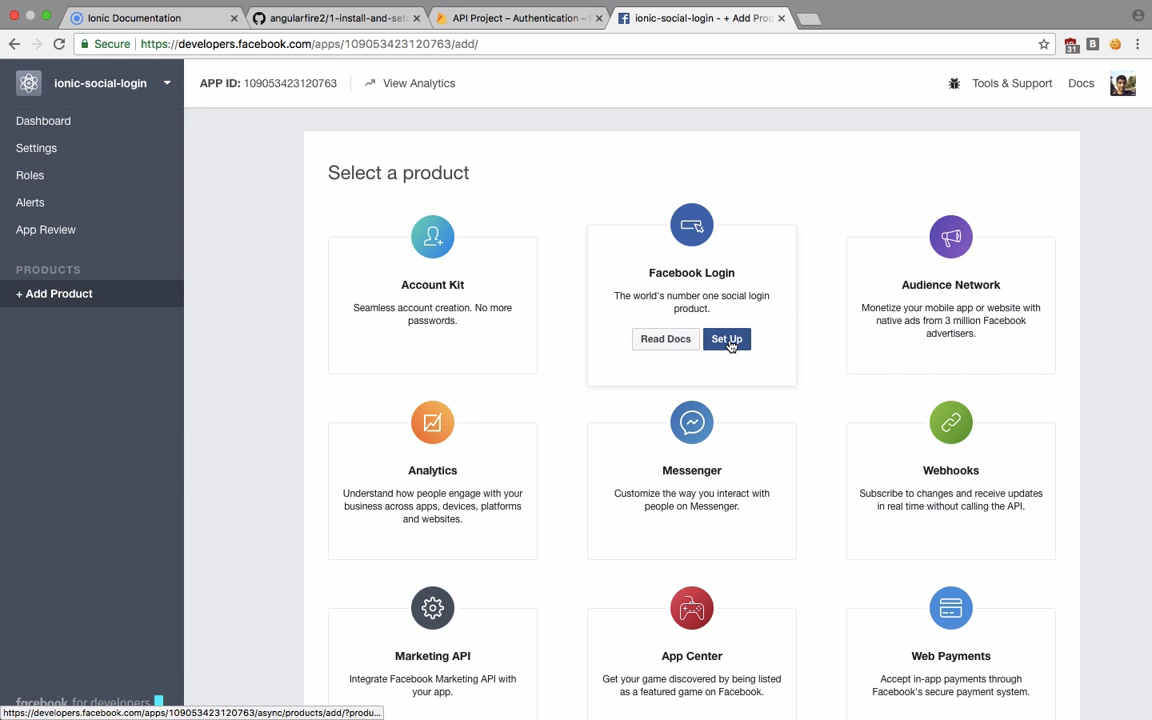 Ionic Documentation
angularfire2/1-install-and-set
API Project – Authentication –
ionic-social-login - + Add Prod
Secure
https://developers.facebook.com/apps/109053423120763/add/
31
B
ionic-social-login
APP ID: 109053423120763
View Analytics
Tools & Support
Docs
Dashboard
Settings
Roles
Alerts
App Review
PRODUCTS
+ Add Product
Select a product
Account Kit
Seamless account creation. No more
passwords.
Facebook Login
The world's number one social login
product.
Read Docs
Set Up
Audience Network
Monetize your mobile app or website with
native ads from 3 million Facebook
advertisers.
Analytics
Understand how people engage with your
business across apps, devices, platforms
and websites.
Messenger
Customize the way you interact with
people on Messenger.
Webhooks
Subscribe to changes and receive updates
in real time without calling the API.
Marketing API
Integrate Facebook Marketing API with
your app.
App Center
Get your game discovered by being listed
as a featured game on Facebook.
Web Payments
Accept in-app payments through
Facebook's secure payment system.
facebook for developers
https://developers.facebook.com/apps/109053423120763/async/products/add/?produ...